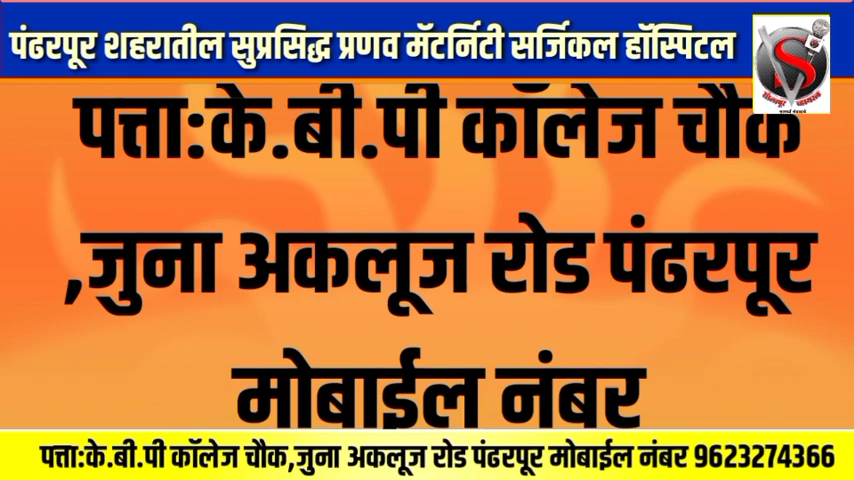 पंढरपूर शहरातील सुप्रसिद्ध प्रणव मॅटर्निटी सर्जिकल हॉस्पिटल
पत्ता:के.बी.पी कॉलेज चौक
,जुना अकलूज रोड पंढरपूर
मोबाईल नंबर
पत्ता:के.बी.पी कॉलेज चौक,जुना अकलूज रोड पंढरपूर मोबाईल नंबर 9623274366